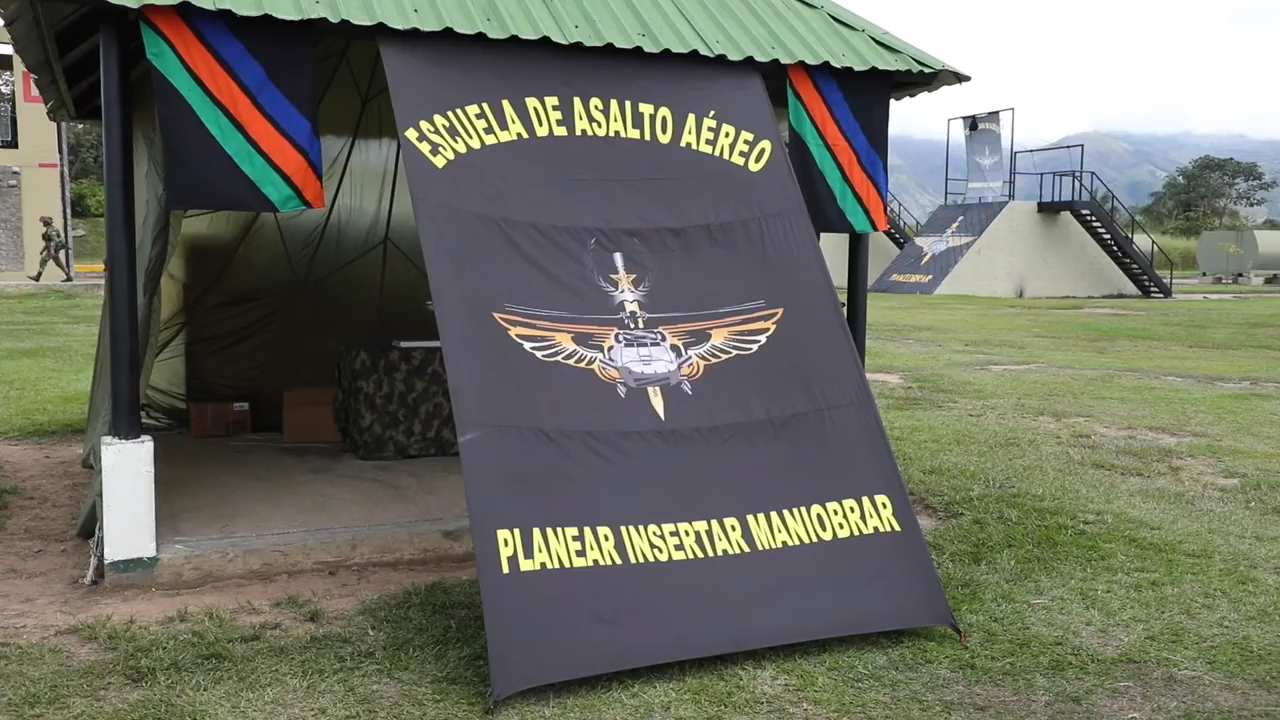 ESCUELA DE ASALTO AÉREO
PLANEAR INSERTAR MANIOBRAR
MANIOBRAR